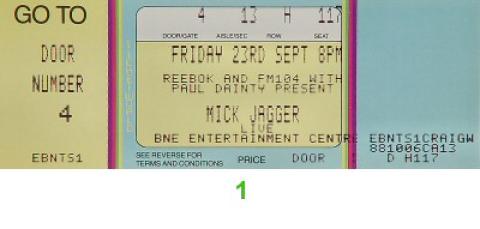 GO TO
DOOR
NUMBER
4
EBNTS1
4 13 H 117
DOOR/GATE AISLE/SEC ROW SEAT
FRIDAY 23RD SEPT 8PM
REEBOK AND FM104 WITH
PAUL DAINTY PRESENT
MICK JAGGER
LIVE
BNE ENTERTAINMENT CENTRE
SEE REVERSE FOR
TERMS AND CONDITIONS
PRICE DOOR
EBNTS1CRAIGW
881006CA13
D H117
1